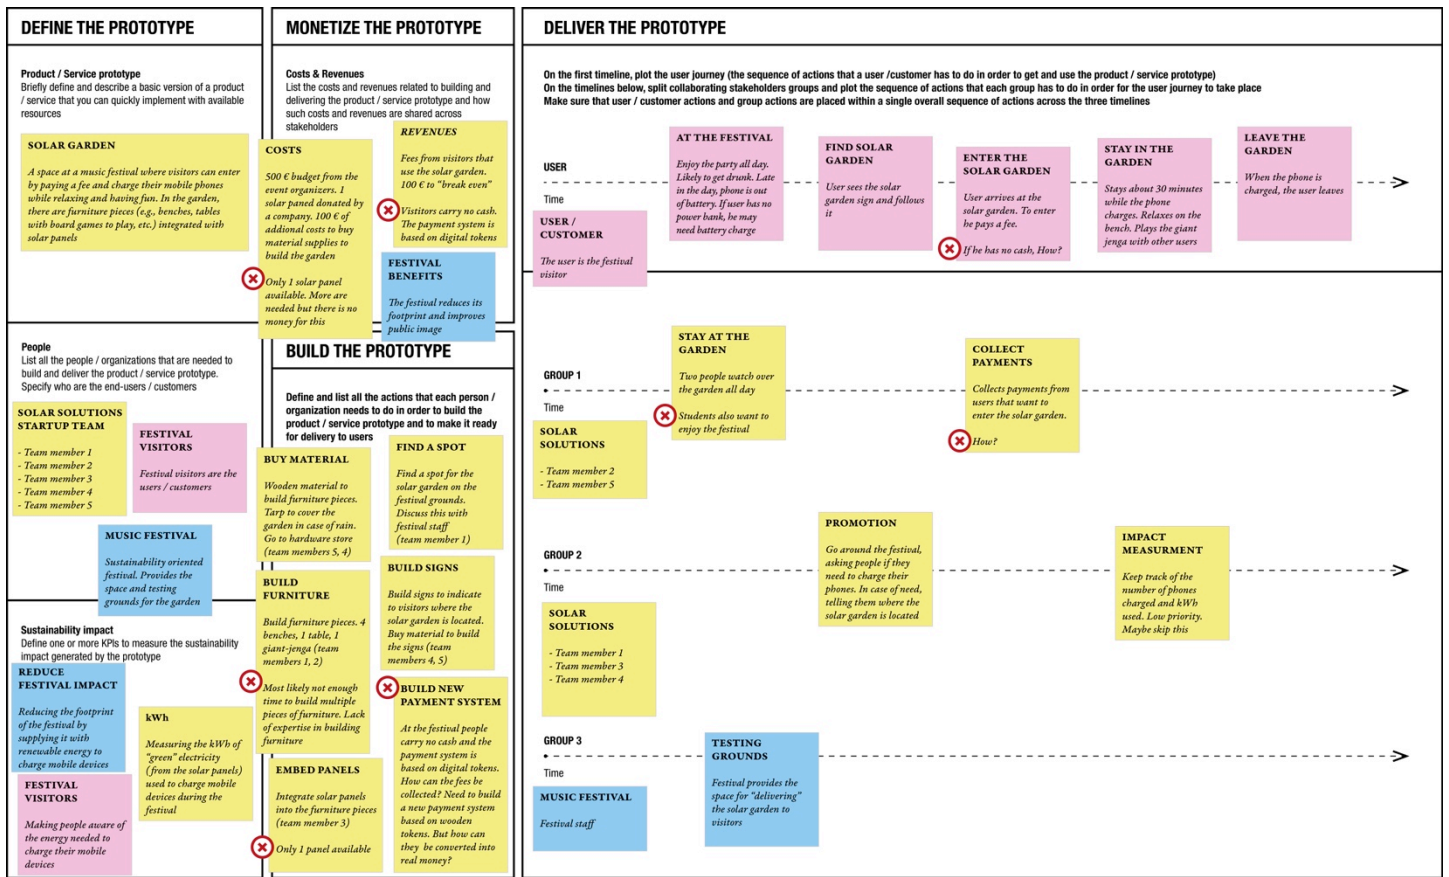 DEFINE THE PROTOTYPE
Product / Service prototype
Briefly define and describe a basic version of a product
/ service that you can quickly implement with available
resources
SOLAR GARDEN
A space at a music festival where visitors can enter
by paying a fee and charge their mobile phones
while relaxing and having fun. In the garden,
there are furniture pieces (e.g., benches, tables
with board games to play, etc.) integrated with
solar panels
People
List all the people / organizations that are needed to
build and deliver the product / service prototype.
Specify who are the end-users / customers
SOLAR SOLUTIONS
STARTUP TEAM
- Team member 1
- Team member 2
- Team member 3
- Team member 4
- Team member 5
FESTIVAL
VISITORS
Festival visitors are the
users / customers
MUSIC FESTIVAL
Sustainability oriented
festival. Provides the
space and testing
grounds for the garden
Sustainability impact
Define one or more KPIs to measure the sustainability
impact generated by the prototype
REDUCE
FESTIVAL IMPACT
Reducing the footprint
of the festival by
supplying it with
renewable energy to
charge mobile devices
kWh
Measuring the kWh of
"green" electricity
(from the solar panels)
used to charge mobile
devices during the
festival
FESTIVAL
VISITORS
Making people aware of
the energy needed to
charge their mobile
devices
MONETIZE THE PROTOTYPE
Costs & Revenues
List the costs and revenues related to building and
delivering the product / service prototype and how
such costs and revenues are shared across
stakeholders
COSTS
500 € budget from the
event organizers. 1
solar paned donated by
a company. 100 € of
addional costs to buy
material supplies to
build the garden
Only 1 solar panel
available. More are
needed but there is no
money for this
REVENUES
Fees from visitors that
use the solar garden.
100 € to "break even"
Vistitors carry no cash.
The payment system is
based on digital tokens
FESTIVAL
BENEFITS
The festival reduces its
footprint and improves
public image
BUILD THE PROTOTYPE
Define and list all the actions that each person /
organization needs to do in order to build the
product / service prototype and to make it ready
for delivery to users
BUY MATERIAL
Wooden material to
build furniture pieces.
Tarp to cover the
garden in case of rain.
Go to hardware store
(team members 5, 4)
FIND A SPOT
Find a spot for the
solar garden on the
festival grounds.
Discuss this with
festival staff
(team member 1)
BUILD
FURNITURE
Build furniture pieces. 4
benches, 1 table, 1
giant-jenga (team
members 1, 2)
Most likely not enough
time to build multiple
pieces of furniture. Lack
of expertise in building
furniture
BUILD SIGNS
Build signs to indicate
to visitors where the
solar garden is located.
Buy material to build
the signs (team
members 4, 5)
EMBED PANELS
Integrate solar panels
into the furniture pieces
(team member 3)
Only 1 panel available
BUILD NEW
PAYMENT SYSTEM
At the festival people
carry no cash and the
payment system is
based on digital tokens.
How can the fees be
collected? Need to build
a new payment system
based on wooden
tokens. But how can
they be converted into
real money?
DELIVER THE PROTOTYPE
On the first timeline, plot the user journey (the sequence of actions that a user /customer has to do in order to get and use the product / service prototype)
On the timelines below, split collaborating stakeholders groups and plot the sequence of actions that each group has to do in order for the user journey to take place
Make sure that user / customer actions and group actions are placed within a single overall sequence of actions across the three timelines
USER
Time
USER /
CUSTOMER
The user is the festival
visitor
AT THE FESTIVAL
Enjoy the party all day.
Likely to get drunk. Late
in the day, phone is out
of battery. If user has no
power bank, he may
need battery charge
FIND SOLAR
GARDEN
User sees the solar
garden sign and follows
it
ENTER THE
SOLAR GARDEN
User arrives at the
solar garden. To enter
he pays a fee.
If he has no cash, How?
STAY IN THE
GARDEN
Stays about 30 minutes
while the phone
charges. Relaxes on the
bench. Plays the giant
jenga with other users
LEAVE THE
GARDEN
When the phone is
charged, the user leaves
GROUP 1
Time
SOLAR
SOLUTIONS
- Team member 2
- Team member 5
STAY AT THE
GARDEN
Two people watch over
the garden all day
Students also want to
enjoy the festival
COLLECT
PAYMENTS
Collects payments from
users that want to
enter the solar garden.
How?
GROUP 2
Time
SOLAR
SOLUTIONS
- Team member 1
- Team member 3
- Team member 4
PROMOTION
Go around the festival,
asking people if they
need to charge their
phones. In case of need,
telling them where the
solar garden is located
IMPACT
MEASURMENT
Keep track of the
number of phones
charged and kWh
used. Low priority.
Maybe skip this
GROUP 3
Time
MUSIC FESTIVAL
Festival staff
TESTING
GROUNDS
Festival provides the
space for "delivering"
the solar garden to
visitors